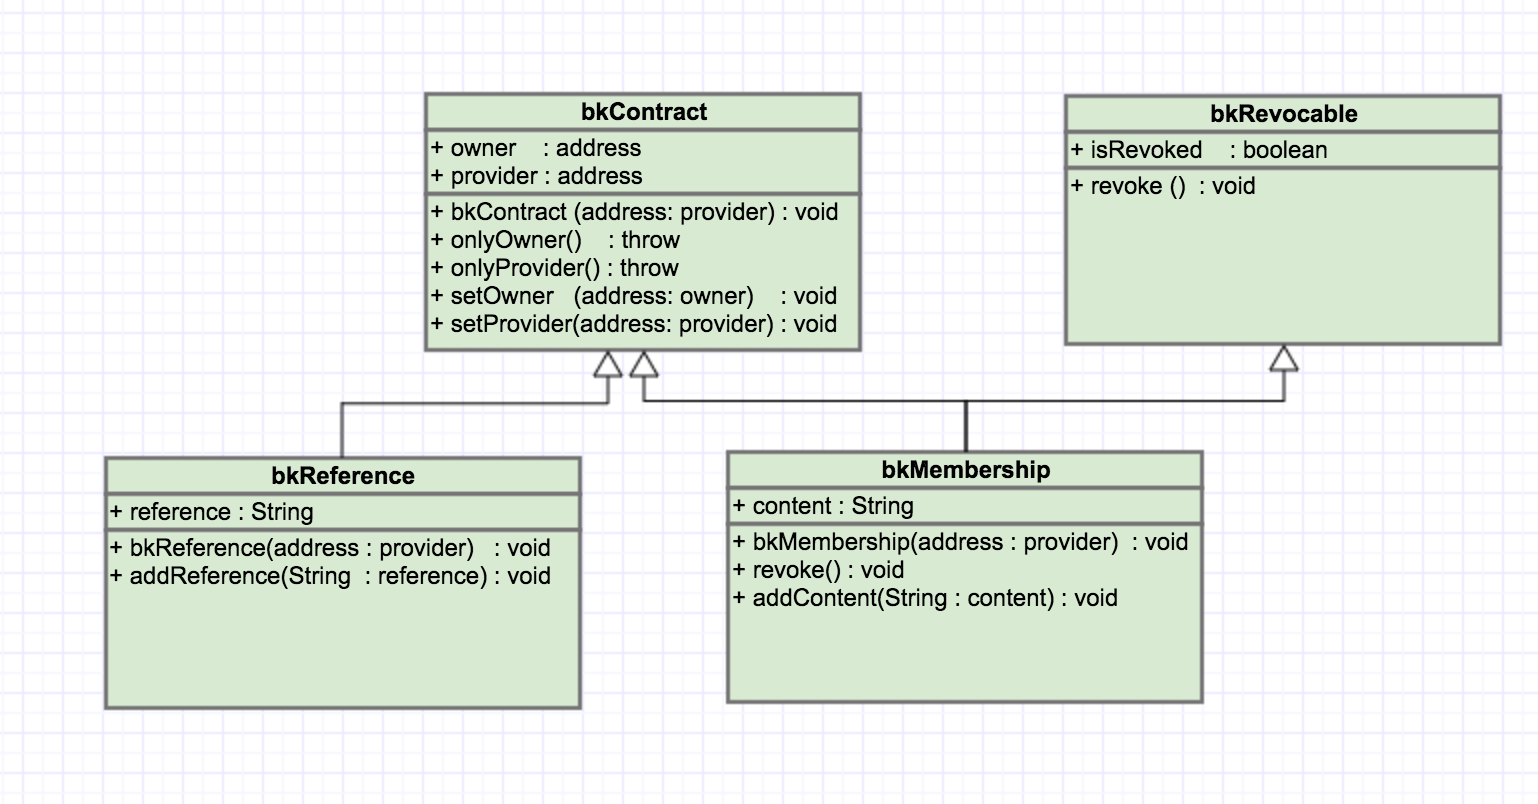 bkContract
+ owner : address
+ provider : address
+ bkContract (address: provider) : void
+ onlyOwner() : throw
+ onlyProvider() : throw
+ setOwner (address: owner) : void
+ setProvider(address: provider) : void
bkRevocable
+ isRevoked : boolean
+ revoke () : void
bkReference
+ reference : String
+ bkReference(address : provider) : void
+ addReference(String : reference) : void
bkMembership
+ content : String
+ bkMembership(address : provider) : void
+ revoke() : void
+ addContent(String : content) : void